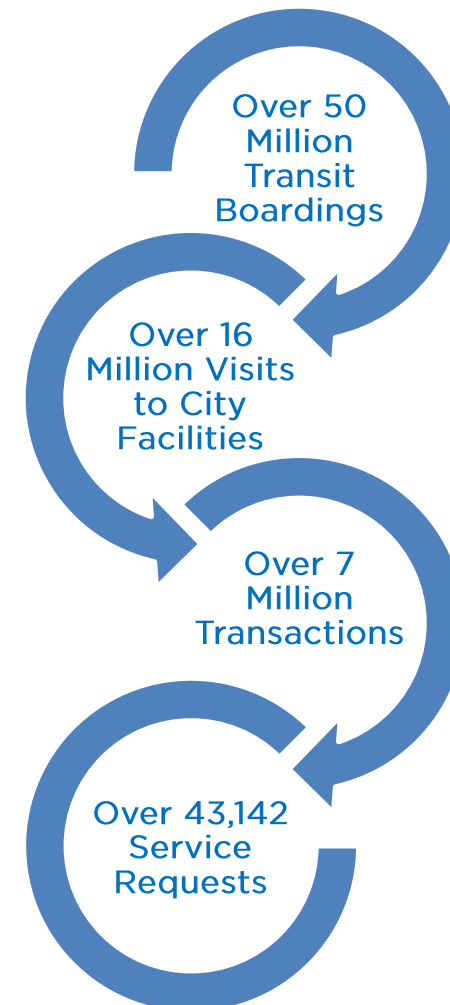 Over 50
Million
Transit
Boardings
Over 16
Million Visits
to City
Facilities
Over 7
Million
Transactions
Over 43,142
Service
Requests